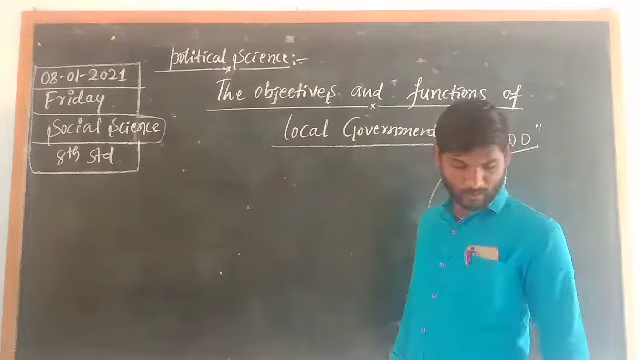 08-01-2021
Friday
Social Science
8th std
Political Science:-
The objectives and functions of
local Government